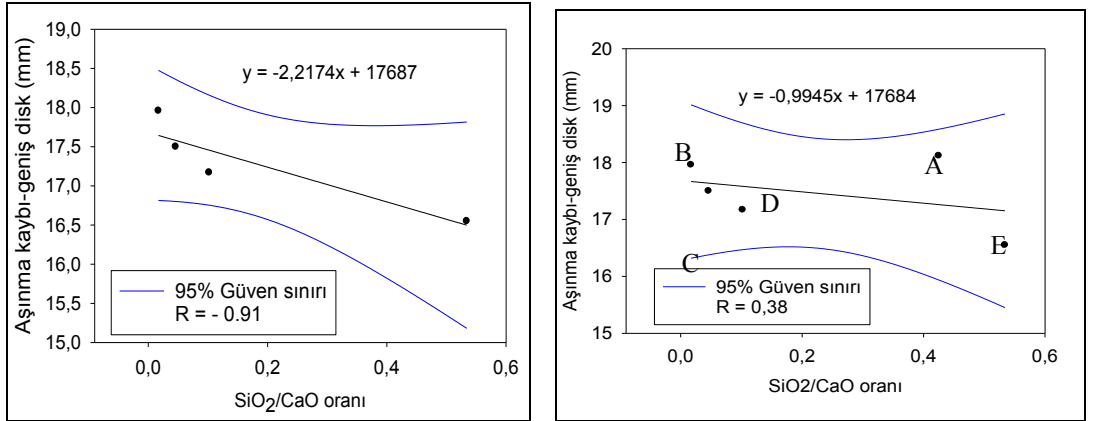 Aşınma kaybı-geniş disk (mm)
19,0
18,5
18,0
17,5
17,0
16,5
16,0
15,5
15,0
y = -2,2174x + 17687
95% Güven sınırı
R = - 0.91
0,0
0,2
0,4
0,6
SiO₂/CaO oranı
Aşınma kaybı-geniş disk (mm)
20
19
18
17
16
15
y = -0,9945x + 17684
B
A
D
E
C
95% Güven sınırı
R = 0,38
0,0
0,2
0,4
0,6
SiO2/CaO oranı